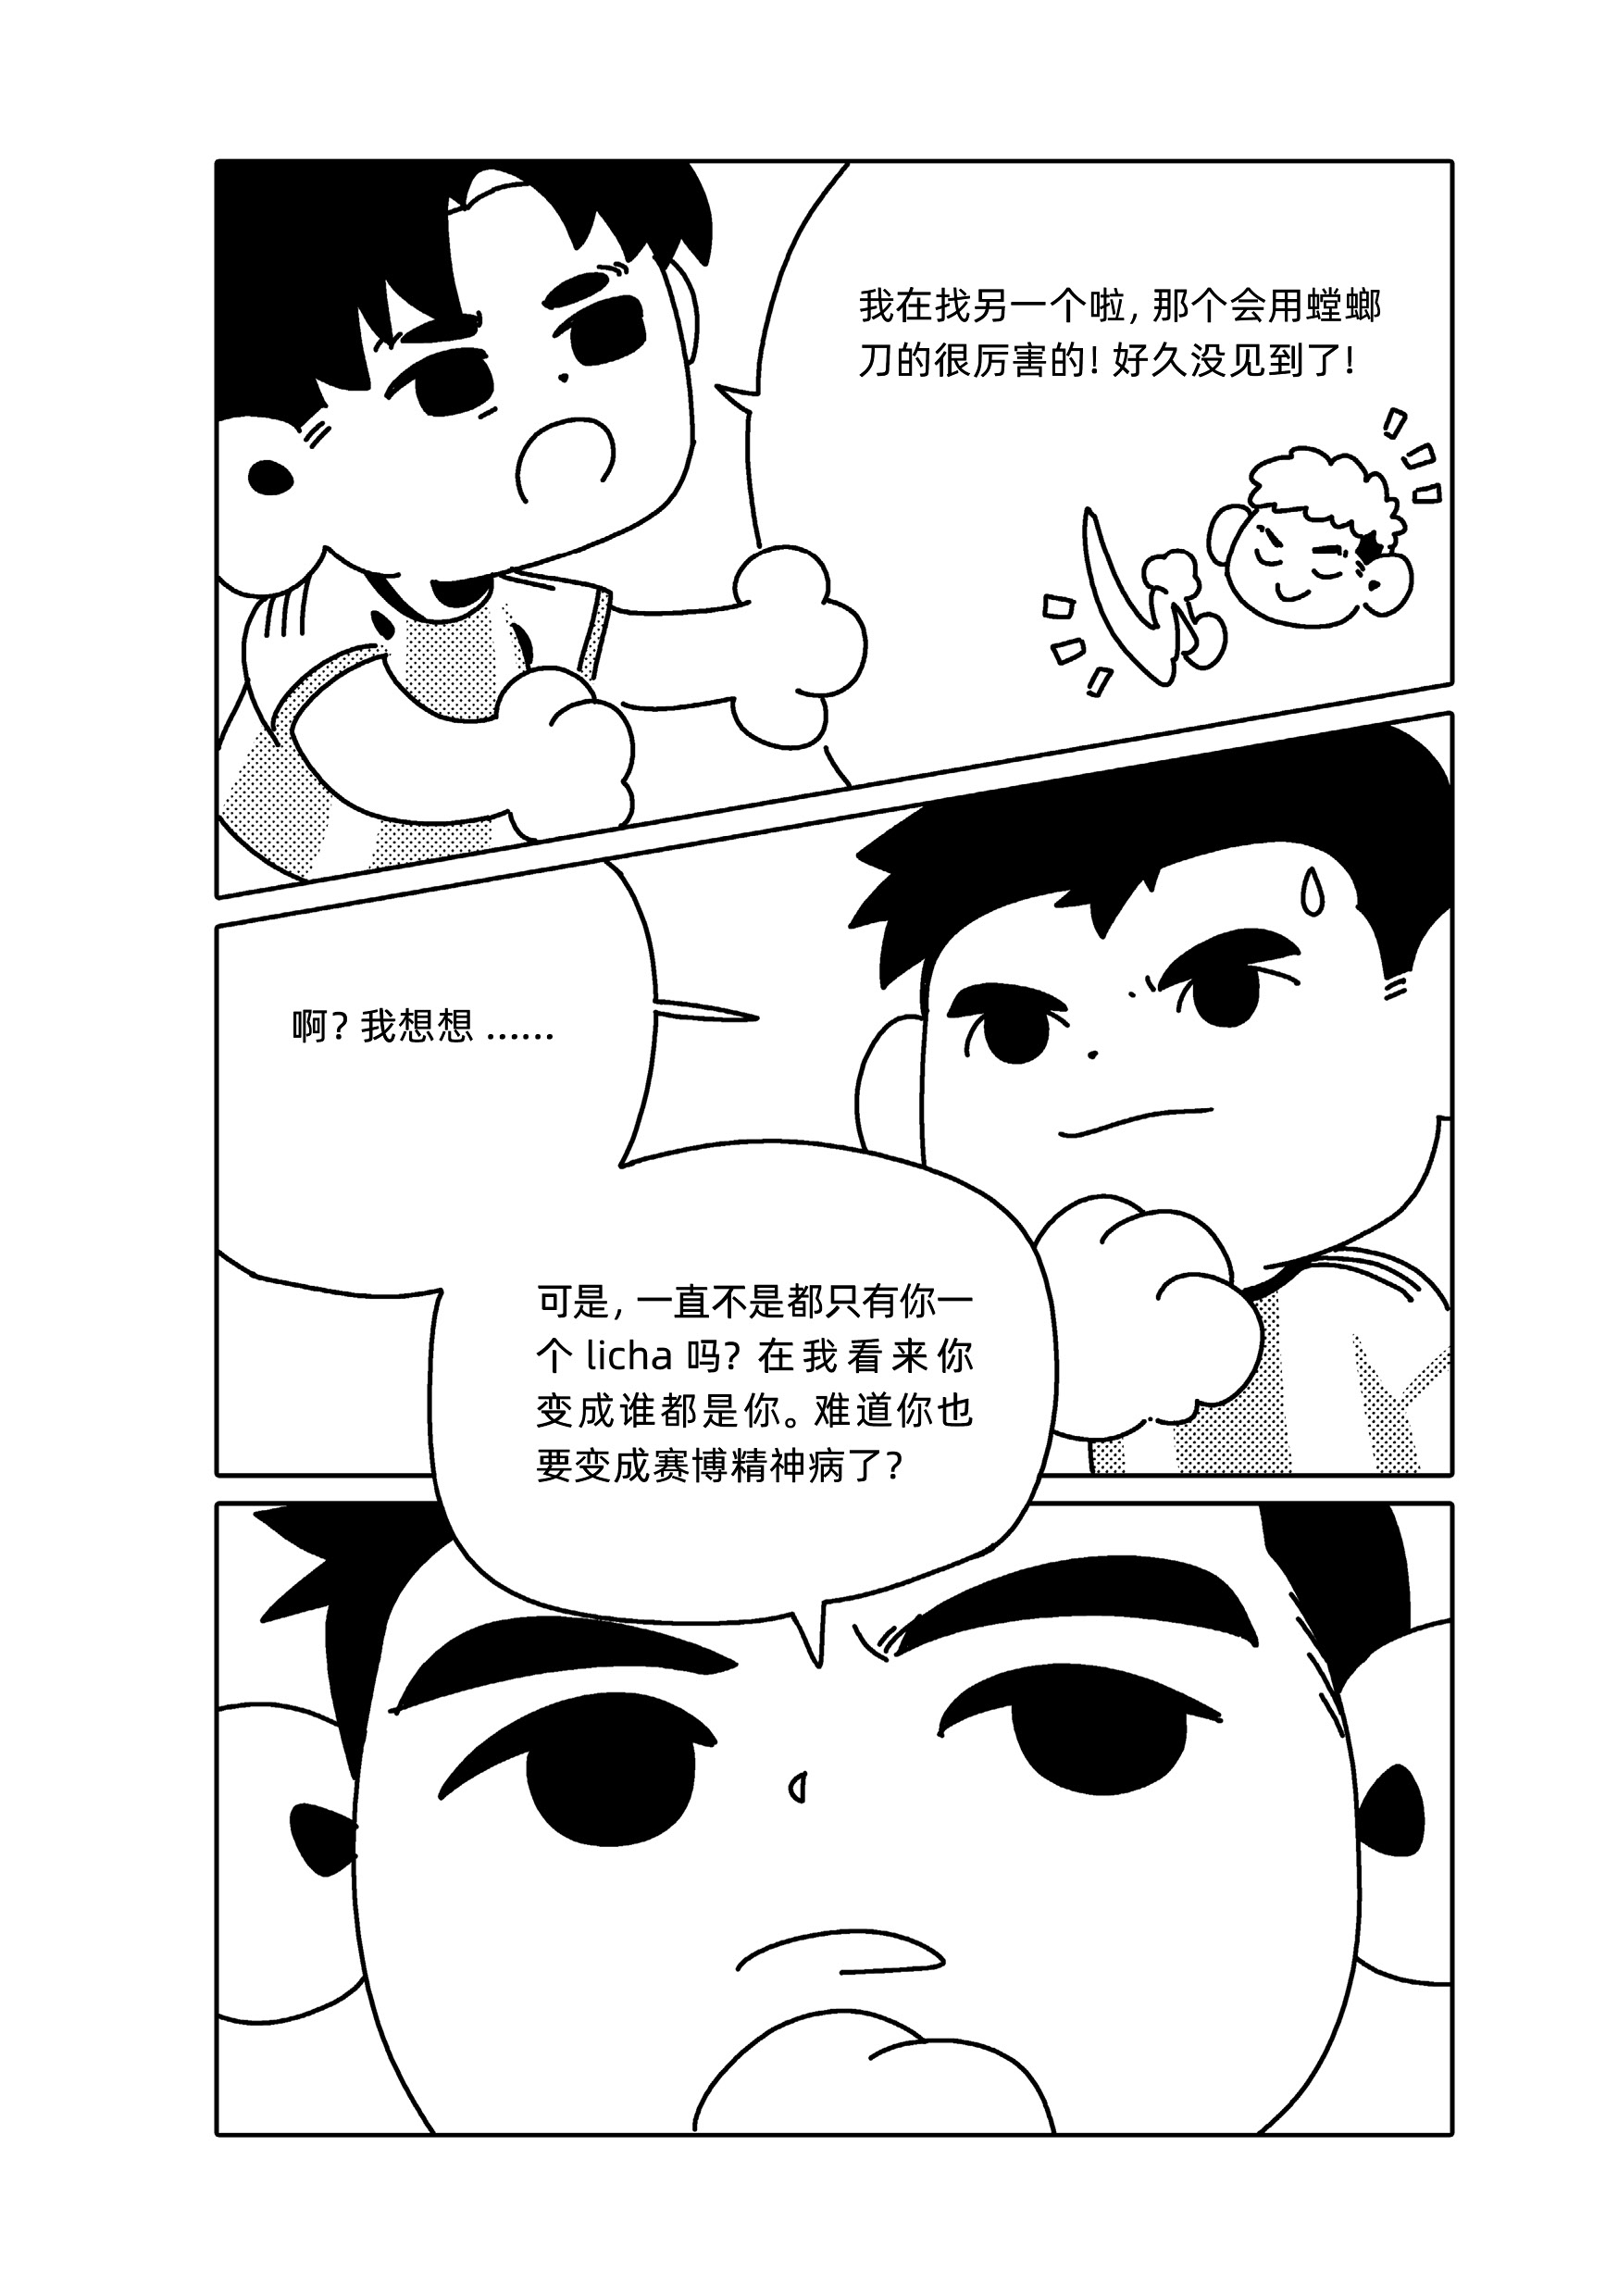 我在找另一个啦，那个会用螳螂
刀的很厉害的！好久没见到了！
啊？我想想……
可是，一直不是都只有你一
个 licha 吗？在我看来你
变成谁都是你。难道你也
要变成赛博精神病了？